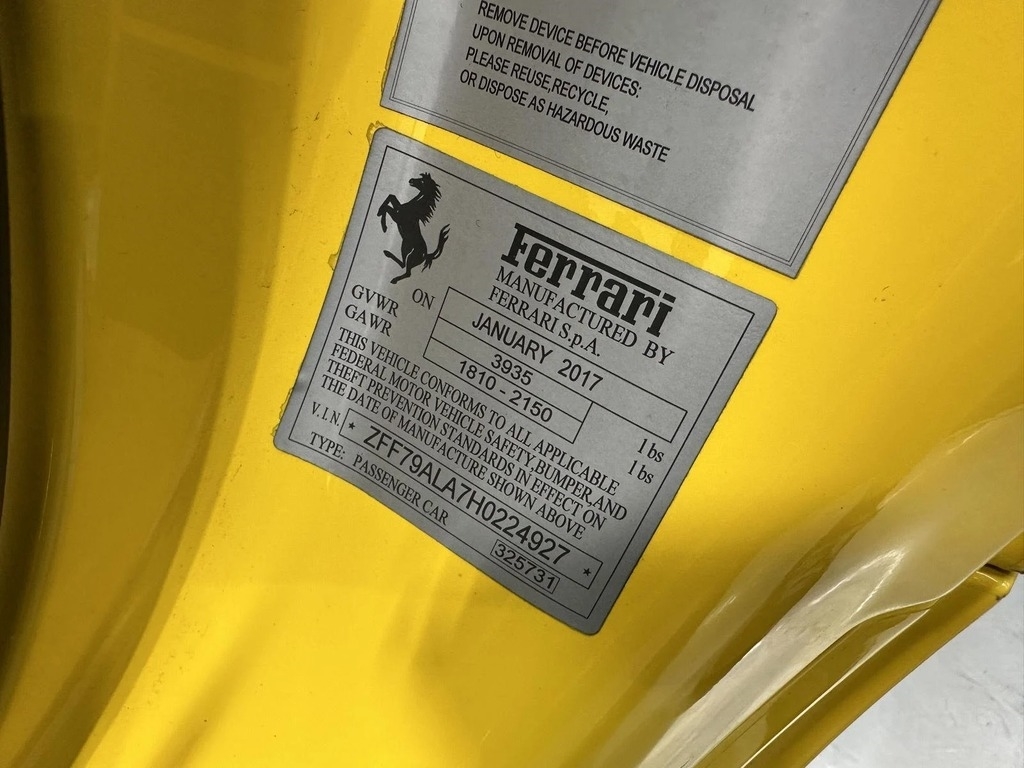 REMOVE DEVICE BEFORE VEHICLE DISPOSAL
UPON REMOVAL OF DEVICES:
PLEASE REUSE,RECYCLE,
OR DISPOSE AS HAZARDOUS WASTE
Ferrari
MANUFACTURED BY
FERRARI S.p.A.
ON JANUARY 2017
GVWR 3935 lbs
GAWR 1810 - 2150 lbs
THIS VEHICLE CONFORMS TO ALL APPLICABLE
FEDERAL MOTOR VEHICLE SAFETY,BUMPER,AND
THEFT PREVENTION STANDARDS IN EFFECT ON
THE DATE OF MANUFACTURE SHOWN ABOVE
V.I.N. * ZFF79ALA7H0224927 *
TYPE: PASSENGER CAR 325731